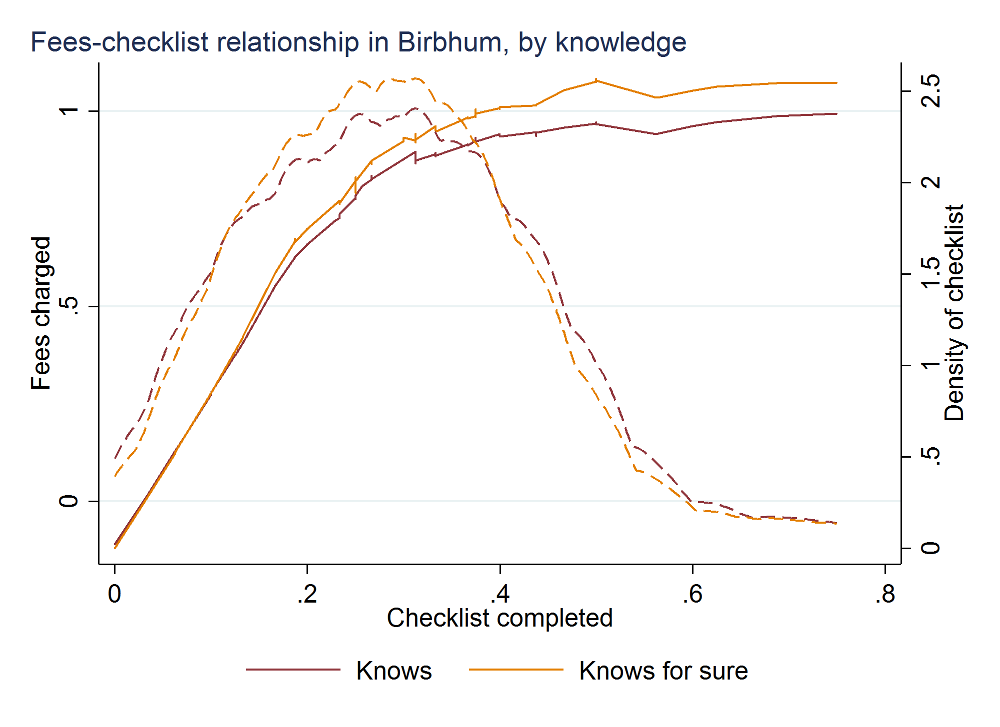 Fees-checklist relationship in Birbhum, by knowledge
Fees charged
1
.5
0
2.5
2
1.5
1
.5
0
Density of checklist
0 .2 .4 .6 .8
Checklist completed
Knows Knows for sure